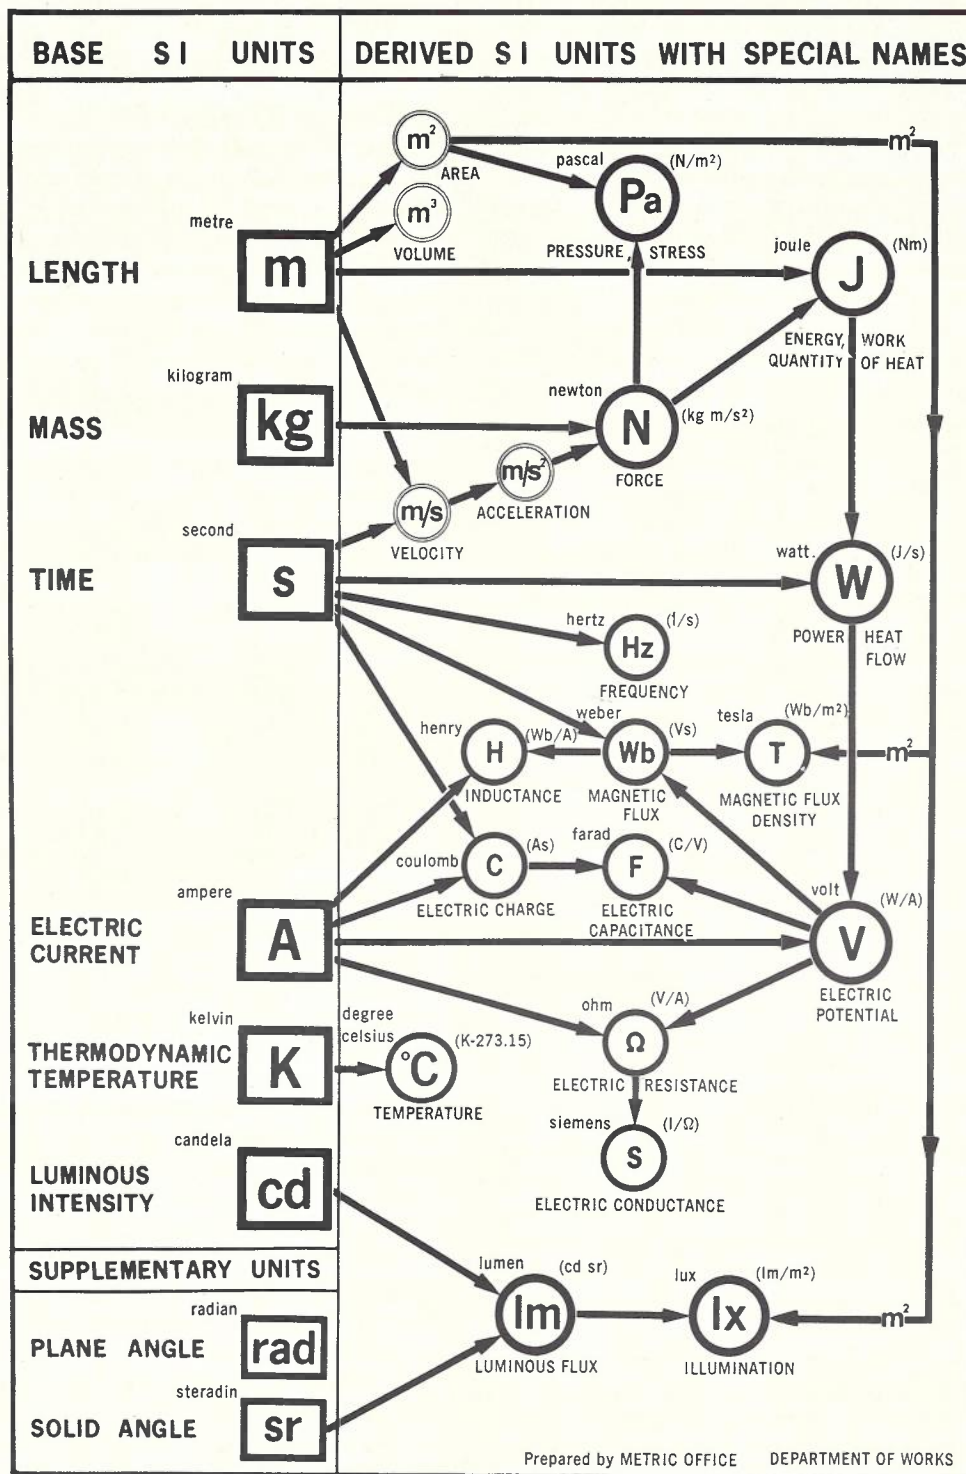 BASE SI UNITS
DERIVED SI UNITS WITH SPECIAL NAMES
m²
AREA
m²
pascal
(N/m²)
Pa
PRESSURE, STRESS
m³
VOLUME
metre
LENGTH
m
joule
(Nm)
J
ENERGY, WORK
QUANTITY OF HEAT
kilogram
MASS
kg
newton
N
(kg m/s²)
FORCE
m/s²
ACCELERATION
m/s
VELOCITY
second
TIME
s
watt.
(J/s)
W
POWER HEAT
FLOW
hertz
(1/s)
Hz
FREQUENCY
henry
(Wb/A)
H
INDUCTANCE
weber
(Vs)
Wb
MAGNETIC
FLUX
tesla
(Wb/m²)
T
m²
MAGNETIC FLUX
DENSITY
coulomb
(As)
C
ELECTRIC CHARGE
farad
(C/V)
F
ELECTRIC
CAPACITANCE
ampere
ELECTRIC
CURRENT
A
volt
(W/A)
V
ELECTRIC
POTENTIAL
kelvin
THERMODYNAMIC
TEMPERATURE
K
degree
celsius
(K-273.15)
°C
TEMPERATURE
ohm
(V/A)
Ω
ELECTRIC RESISTANCE
siemens
(I/Ω)
S
ELECTRIC CONDUCTANCE
candela
LUMINOUS
INTENSITY
cd
SUPPLEMENTARY UNITS
radian
PLANE ANGLE
rad
steradin
SOLID ANGLE
sr
lumen
(cd sr)
lm
LUMINOUS FLUX
lux
(lm/m²)
lx
m²
ILLUMINATION
Prepared by METRIC OFFICE DEPARTMENT OF WORKS